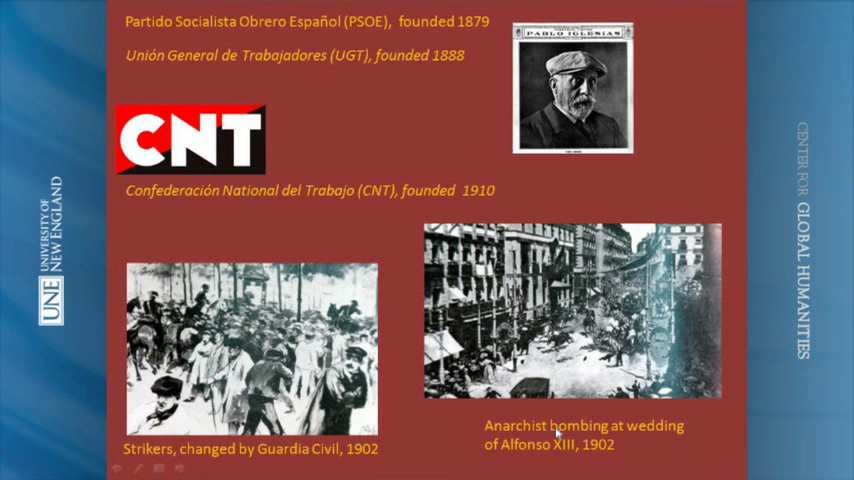 Partido Socialista Obrero Español (PSOE), founded 1879
PABLO IGLESIAS
Unión General de Trabajadores (UGT), founded 1888
CNT
Confederación National del Trabajo (CNT), founded 1910
Strikers, changed by Guardia Civil, 1902
Anarchist bombing at wedding
of Alfonso XIII, 1902
UNE
UNIVERSITY OF
NEW ENGLAND
CENTER FOR GLOBAL HUMANITIES